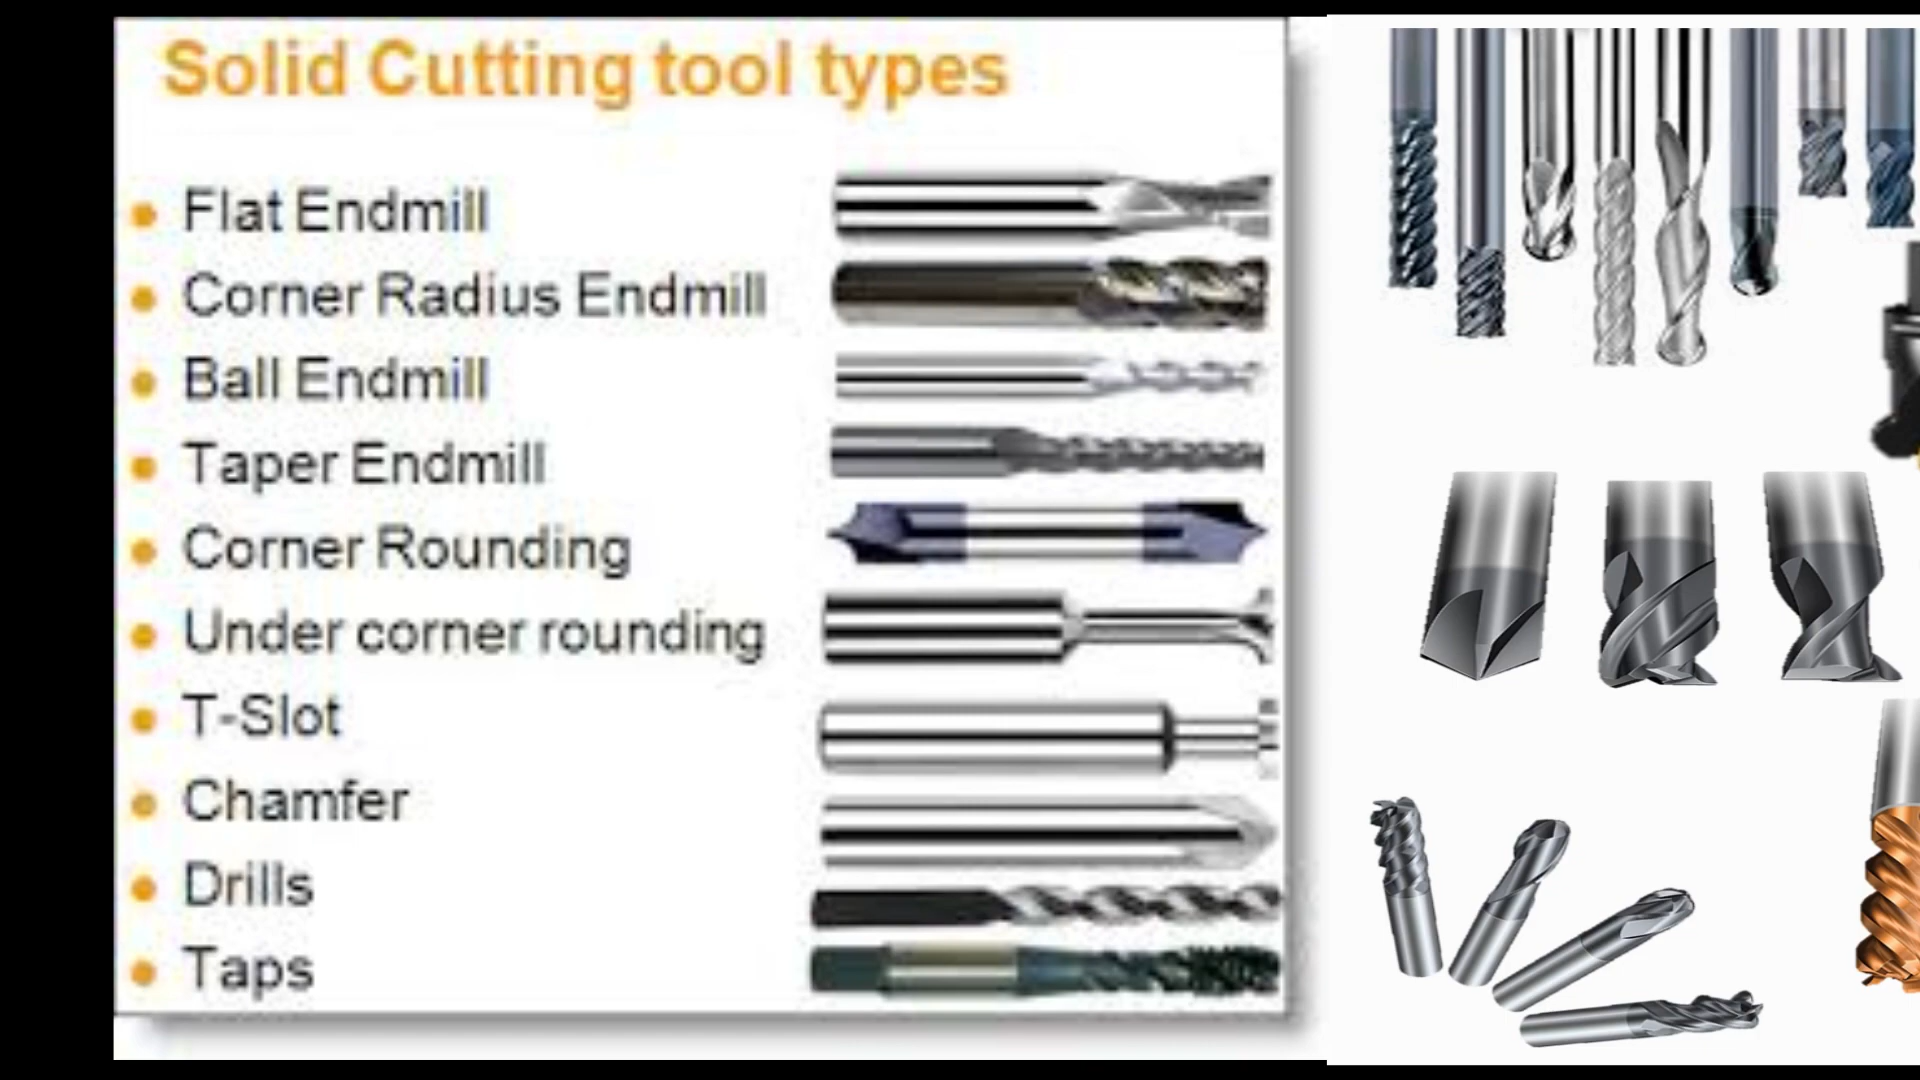 Solid Cutting tool types
Flat Endmill
Corner Radius Endmill
Ball Endmill
Taper Endmill
Corner Rounding
Under corner rounding
T-Slot
Chamfer
Drills
Taps